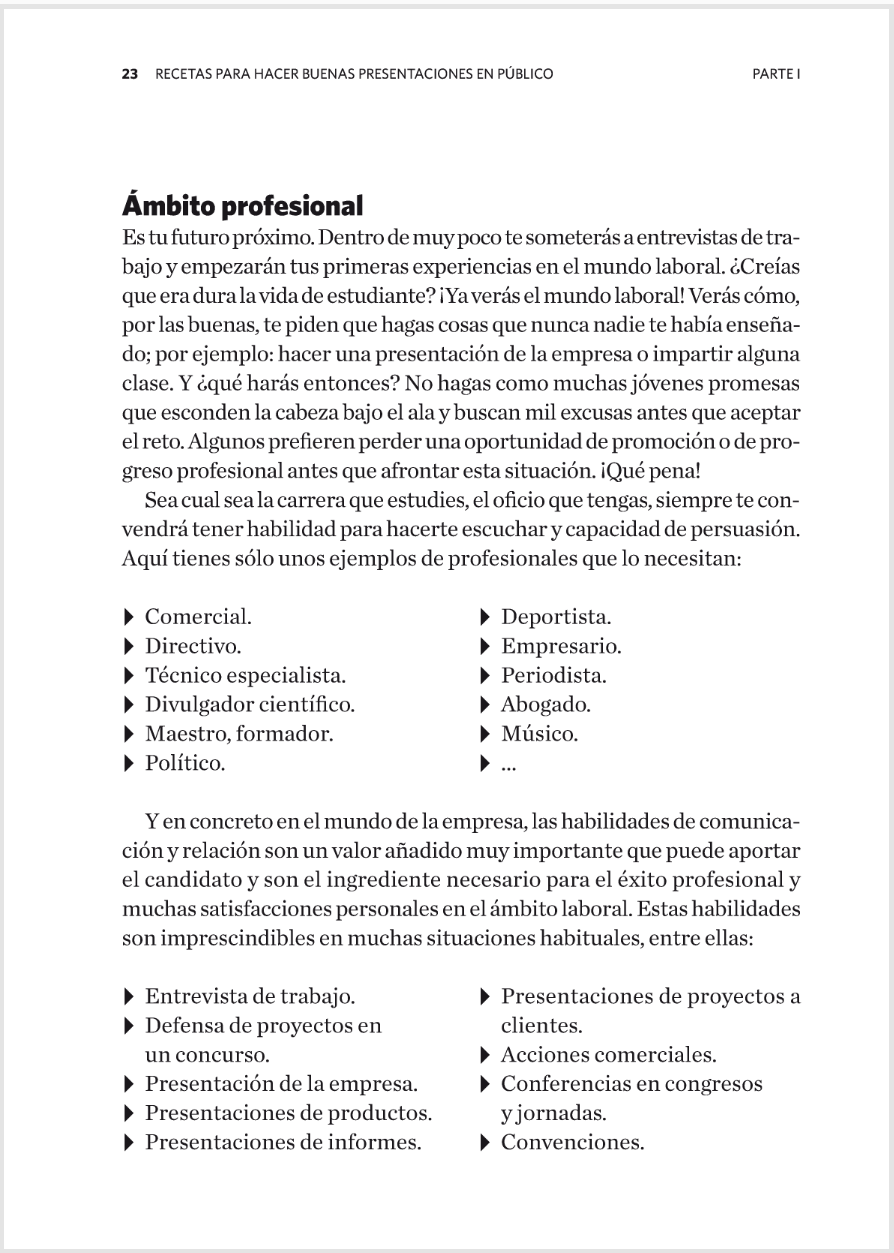 23 RECETAS PARA HACER BUENAS PRESENTACIONES EN PÚBLICO PARTE I
Ámbito profesional
Es tu futuro próximo. Dentro de muy poco te someterás a entrevistas de tra-
bajo y empezarán tus primeras experiencias en el mundo laboral. ¿Creías
que era dura la vida de estudiante? ¡Ya verás el mundo laboral! Verás cómo,
por las buenas, te piden que hagas cosas que nunca nadie te había enseña-
do; por ejemplo: hacer una presentación de la empresa o impartir alguna
clase. Y ¿qué harás entonces? No hagas como muchas jóvenes promesas
que esconden la cabeza bajo el ala y buscan mil excusas antes que aceptar
el reto. Algunos prefieren perder una oportunidad de promoción o de pro-
greso profesional antes que afrontar esta situación. ¡Qué pena!
Sea cual sea la carrera que estudies, el oficio que tengas, siempre te con-
vendrá tener habilidad para hacerte escuchar y capacidad de persuasión.
Aquí tienes sólo unos ejemplos de profesionales que lo necesitan:
Comercial.
Directivo.
Técnico especialista.
Divulgador científico.
Maestro, formador.
Político.
Deportista.
Empresario.
Periodista.
Abogado.
Músico.
...
Y en concreto en el mundo de la empresa, las habilidades de comunica-
ción y relación son un valor añadido muy importante que puede aportar
el candidato y son el ingrediente necesario para el éxito profesional y
muchas satisfacciones personales en el ámbito laboral. Estas habilidades
son imprescindibles en muchas situaciones habituales, entre ellas:
Entrevista de trabajo.
Defensa de proyectos en
un concurso.
Presentación de la empresa.
Presentaciones de productos.
Presentaciones de informes.
Presentaciones de proyectos a
clientes.
Acciones comerciales.
Conferencias en congresos
y jornadas.
Convenciones.